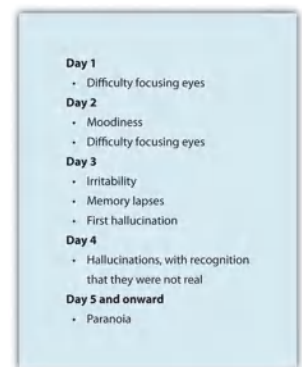 Day 1
• Difficulty focusing eyes
Day 2
• Moodiness
• Difficulty focusing eyes
Day 3
• Irritability
• Memory lapses
• First hallucination
Day 4
• Hallucinations, with recognition
that they were not real
Day 5 and onward
• Paranoia